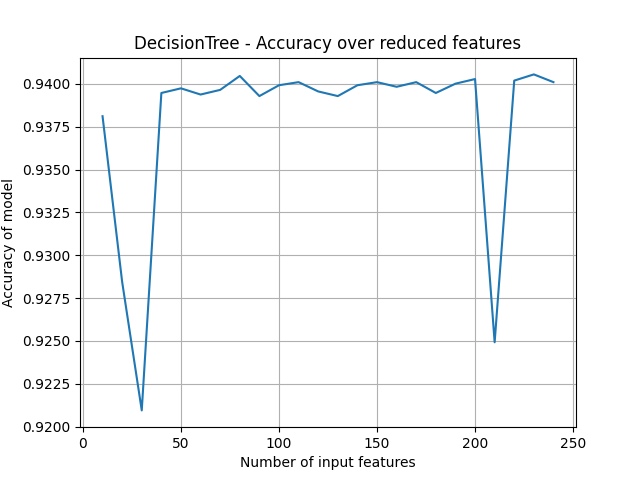 DecisionTree - Accuracy over reduced features
0.9400
0.9375
0.9350
0.9325
0.9300
0.9275
0.9250
0.9225
0.9200
Accuracy of model
0 50 100 150 200 250
Number of input features